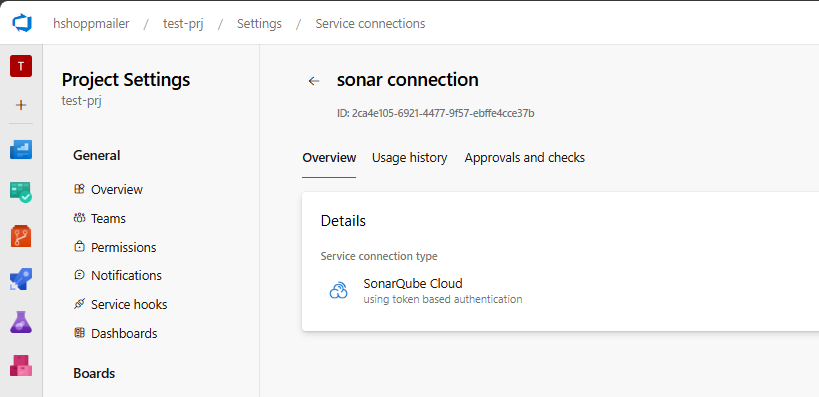 hshoppmailer / test-prj / Settings / Service connections
T
Project Settings
test-prj
General
Overview
Teams
Permissions
Notifications
Service hooks
Dashboards
Boards
sonar connection
ID: 2ca4e105-6921-4477-9f57-ebffe4cce37b
Overview Usage history Approvals and checks
Details
Service connection type
SonarQube Cloud
using token based authentication